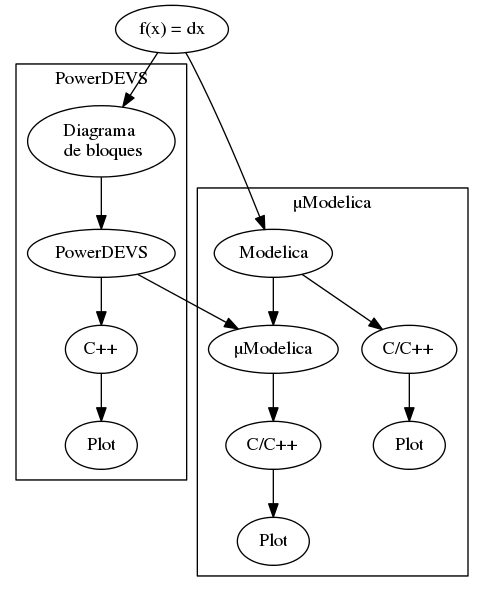 f(x) = dx
PowerDEVS
Diagrama
de bloques
PowerDEVS
C++
Plot
μModelica
Modelica
μModelica
C/C++
C/C++
Plot
Plot